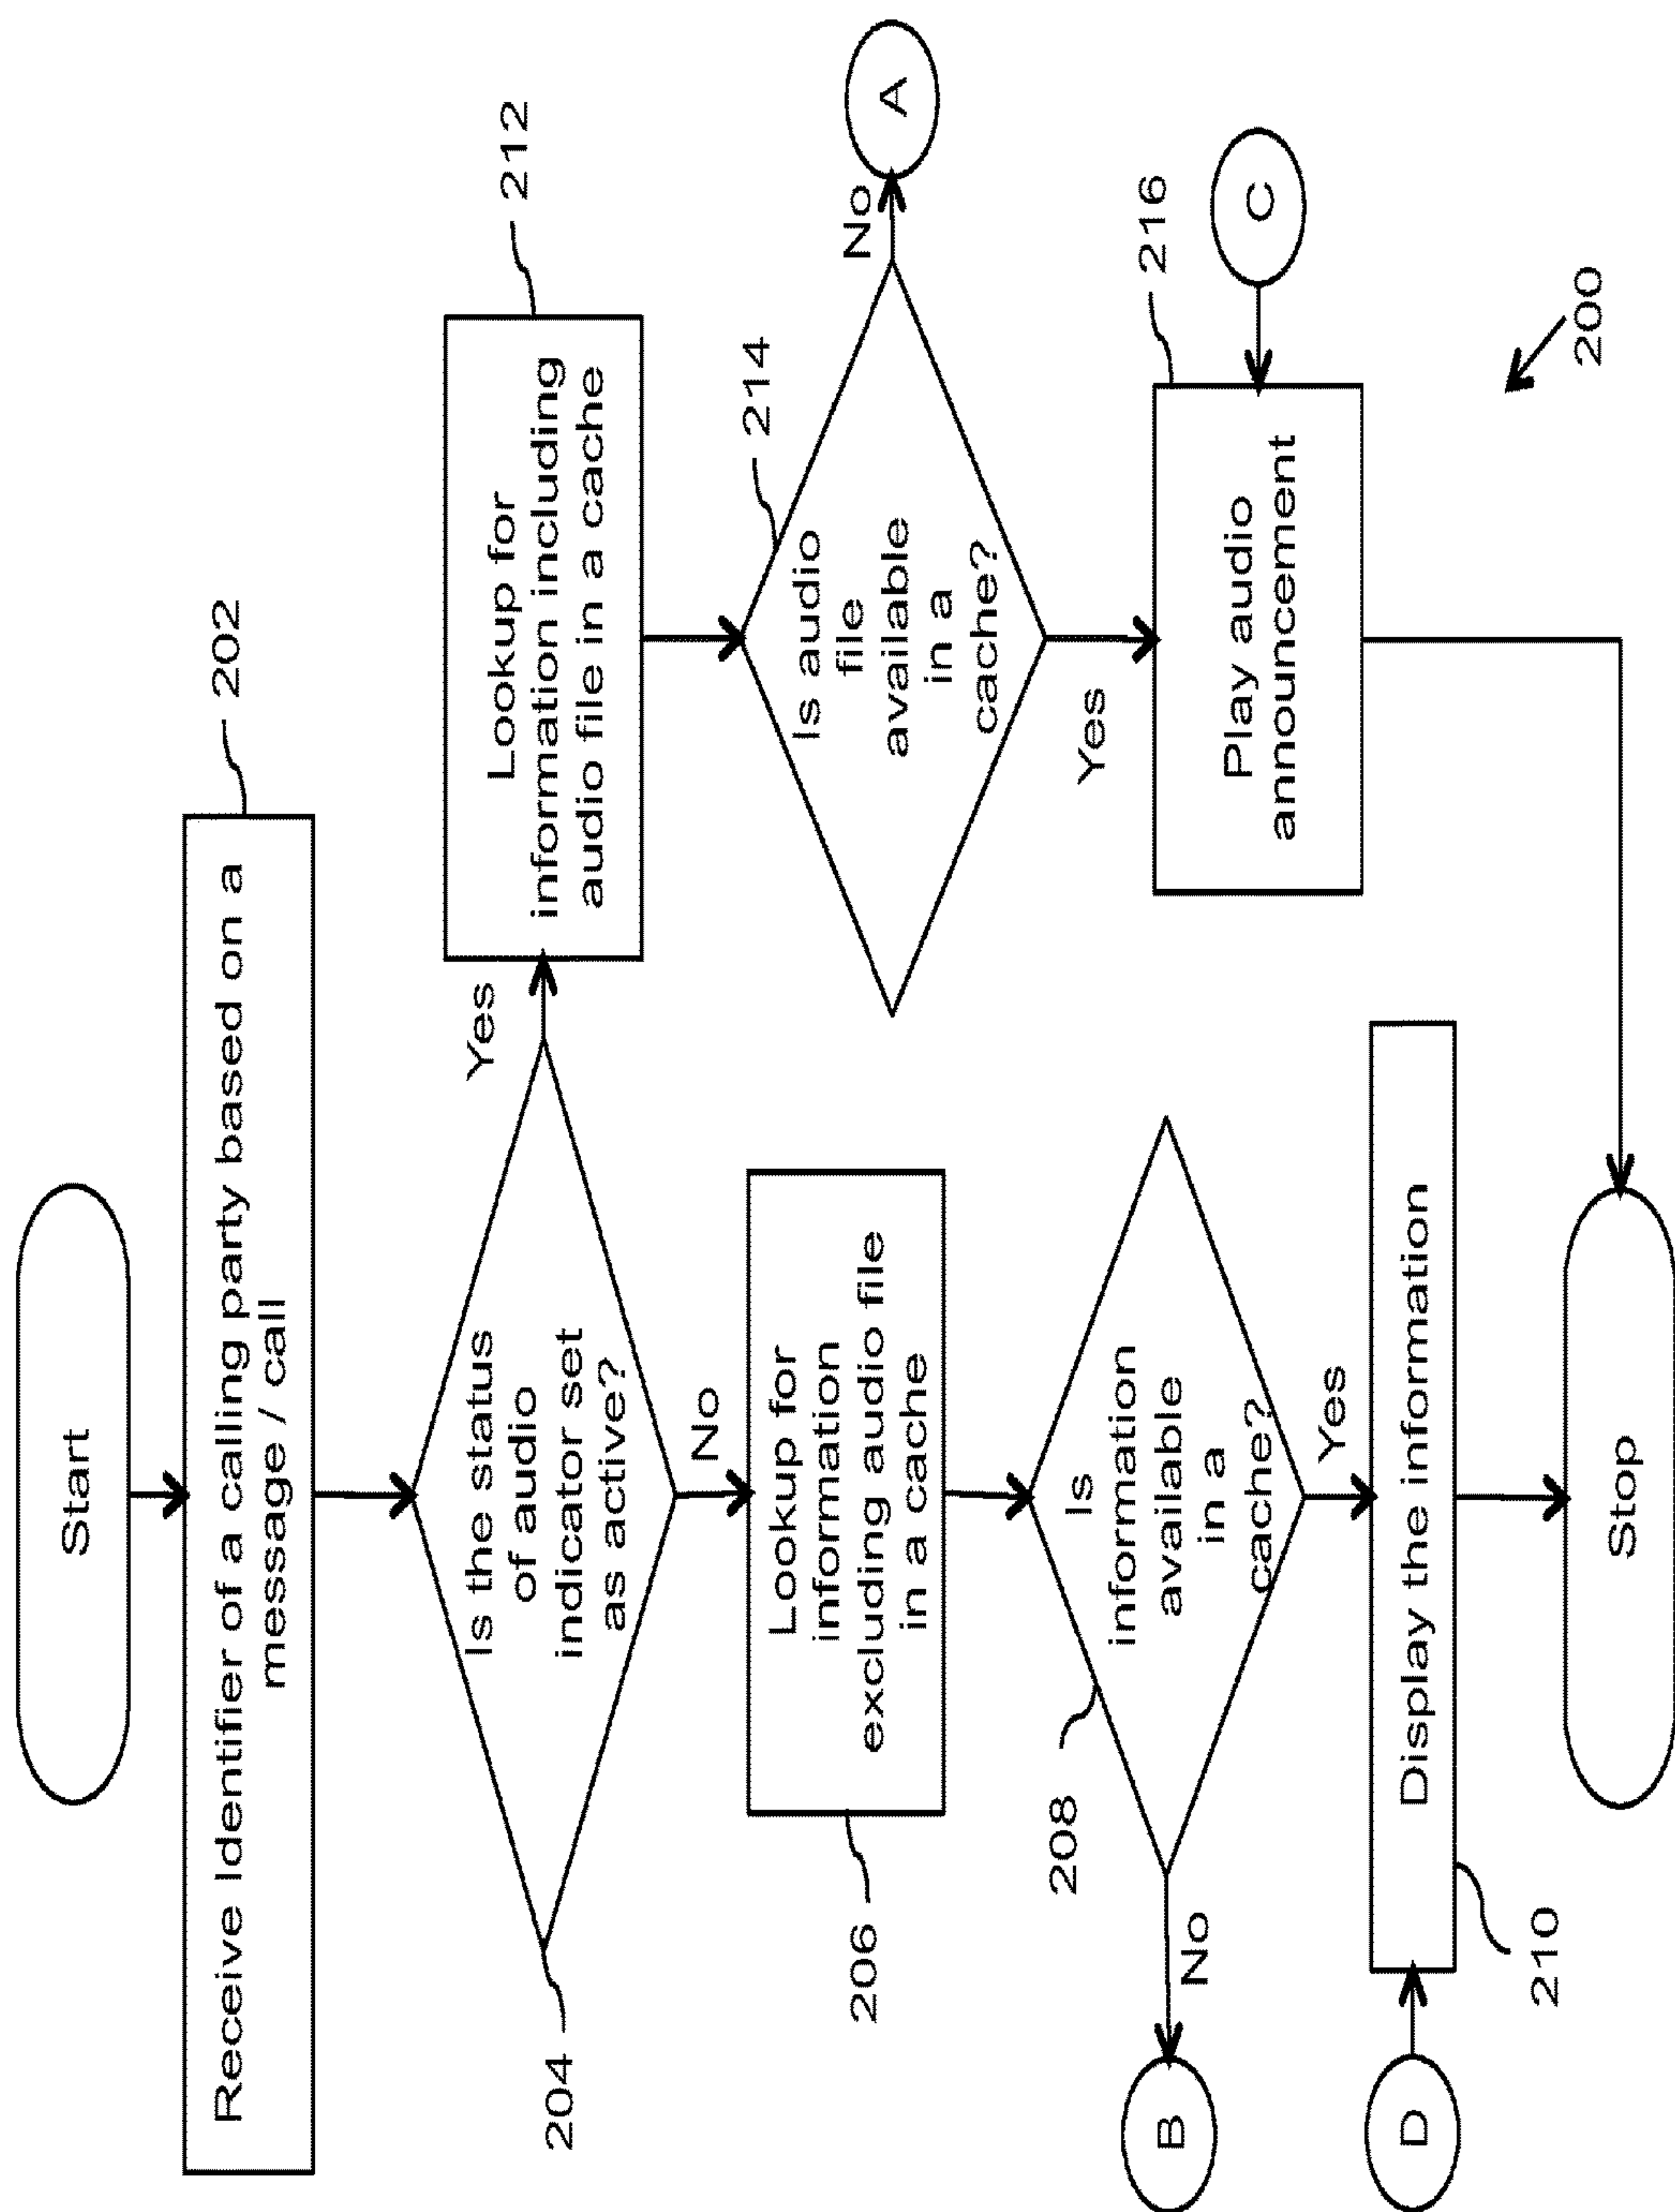 Start
Receive Identifier of a calling party based on a
message / call
202
Is the status
of audio
indicator set
as active?
204
Yes
No
Lookup for
information including
audio file in a cache
212
Lookup for
information
excluding audio file
in a cache
206
Is audio
file
available
in a
cache?
214
No
A
Yes
Is
information
available
in a
cache?
208
No
B
Yes
Play audio
announcement
216
C
Display the information
210
D
Stop
200